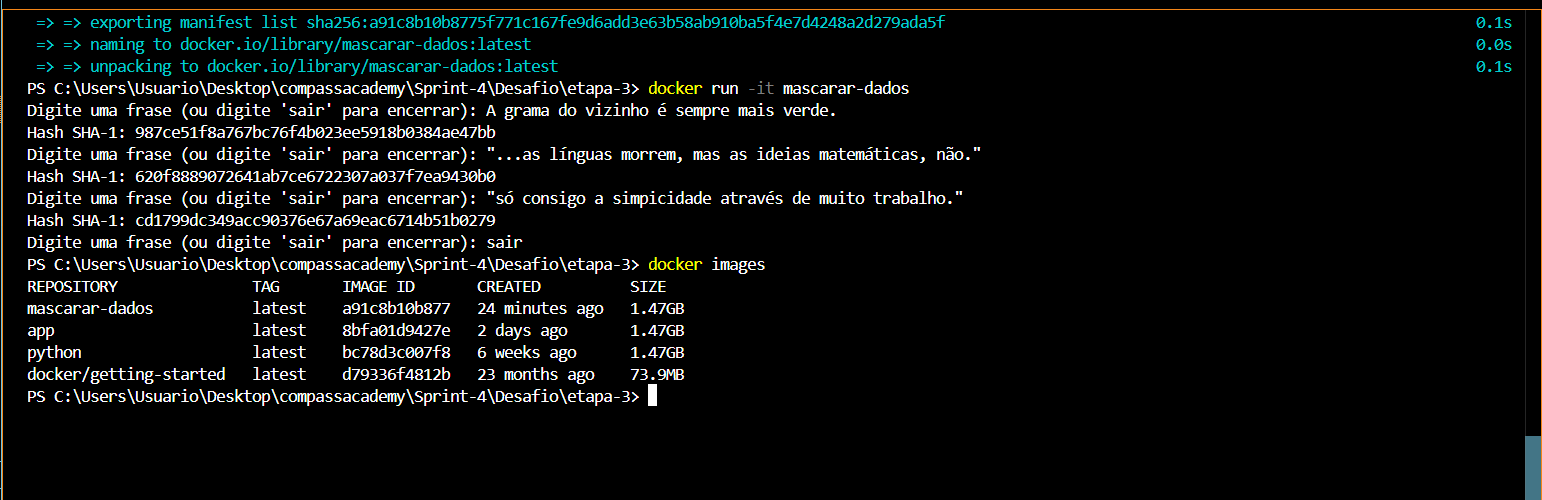 => => exporting manifest list sha256:a91c8b10b8775f771c167fe9d6add3e63b58ab910ba5f4e7d4248a2d279ada5f 0.1s
=> => naming to docker.io/library/mascarar-dados:latest 0.0s
=> => unpacking to docker.io/library/mascarar-dados:latest 0.1s
PS C:\Users\Usuario\Desktop\compassacademy\Sprint-4\Desafio\etapa-3> docker run -it mascarar-dados
Digite uma frase (ou digite 'sair' para encerrar): A grama do vizinho é sempre mais verde.
Hash SHA-1: 987ce51f8a767bc76f4b023ee5918b0384ae47bb
Digite uma frase (ou digite 'sair' para encerrar): "...as línguas morrem, mas as ideias matemáticas, não."
Hash SHA-1: 620f8889072641ab7ce6722307a037f7ea9430b0
Digite uma frase (ou digite 'sair' para encerrar): "só consigo a simpicidade através de muito trabalho."
Hash SHA-1: cd1799dc349acc90376e67a69eac6714b51b0279
Digite uma frase (ou digite 'sair' para encerrar): sair
PS C:\Users\Usuario\Desktop\compassacademy\Sprint-4\Desafio\etapa-3> docker images
REPOSITORY TAG IMAGE ID CREATED SIZE
mascarar-dados latest a91c8b10b877 24 minutes ago 1.47GB
app latest 8bfa01d9427e 2 days ago 1.47GB
python latest bc78d3c007f8 6 weeks ago 1.47GB
docker/getting-started latest d79336f4812b 23 months ago 73.9MB
PS C:\Users\Usuario\Desktop\compassacademy\Sprint-4\Desafio\etapa-3>